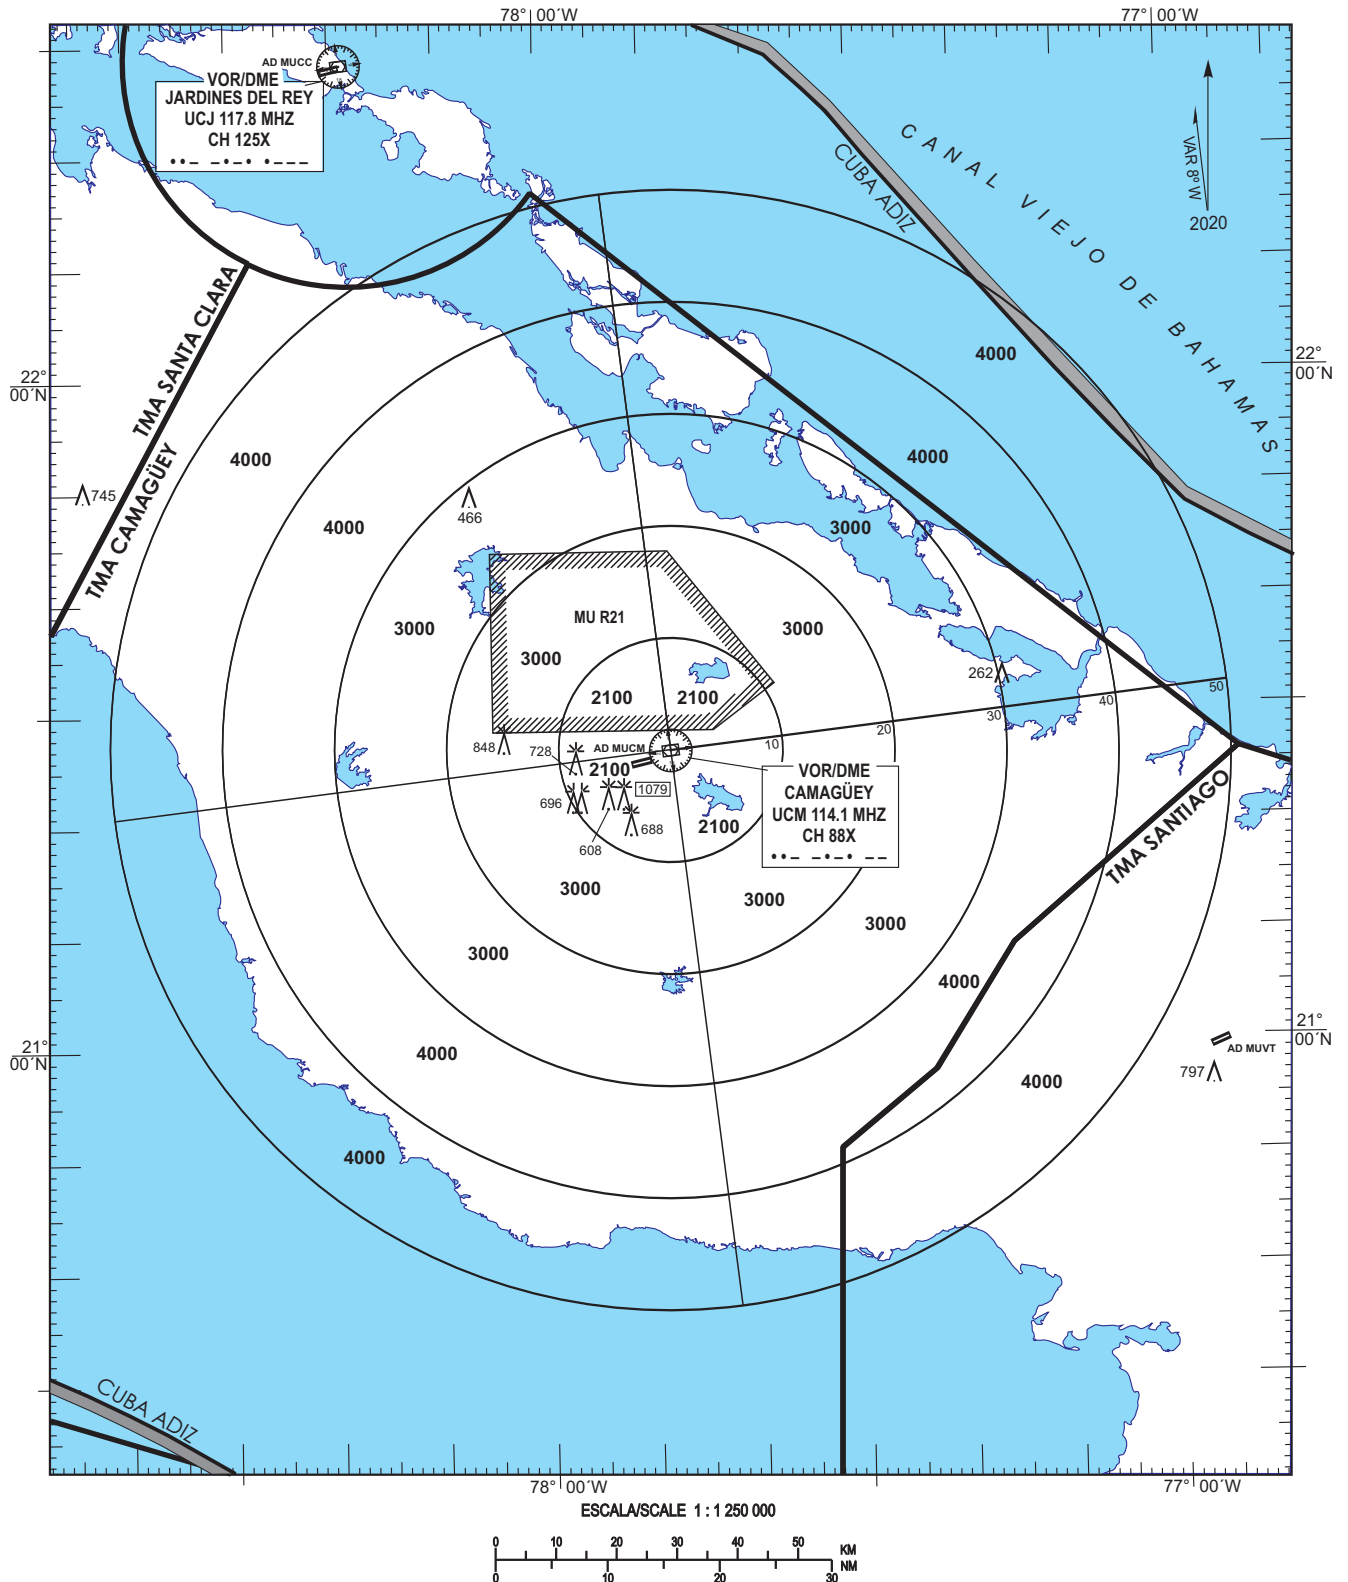 78° 00´W
77° 00´W
AD MUCC
VOR/DME
JARDINES DEL REY
UCJ 117.8 MHZ
CH 125X
CANAL VIEJO DE BAHAMAS
CUBA ADIZ
VAR 8° W
2020
TMA SANTA CLARA
TMA CAMAGÜEY
22°
00´N
22°
00´N
4000
4000
4000
4000
745
466
3000
MU R21
3000
3000
3000
2100
2100
262
10
20
30
40
50
848
728
AD MUCM
2100
696
1079
608
688
2100
VOR/DME
CAMAGÜEY
UCM 114.1 MHZ
CH 88X
TMA SANTIAGO
3000
3000
3000
3000
4000
21°
00´N
21°
00´N
AD MUVT
797
4000
4000
4000
CUBA ADIZ
78° 00´W
77° 00´W
ESCALA/SCALE 1 : 1 250 000
0 10 20 30 40 50 KM
0 10 20 30 NM